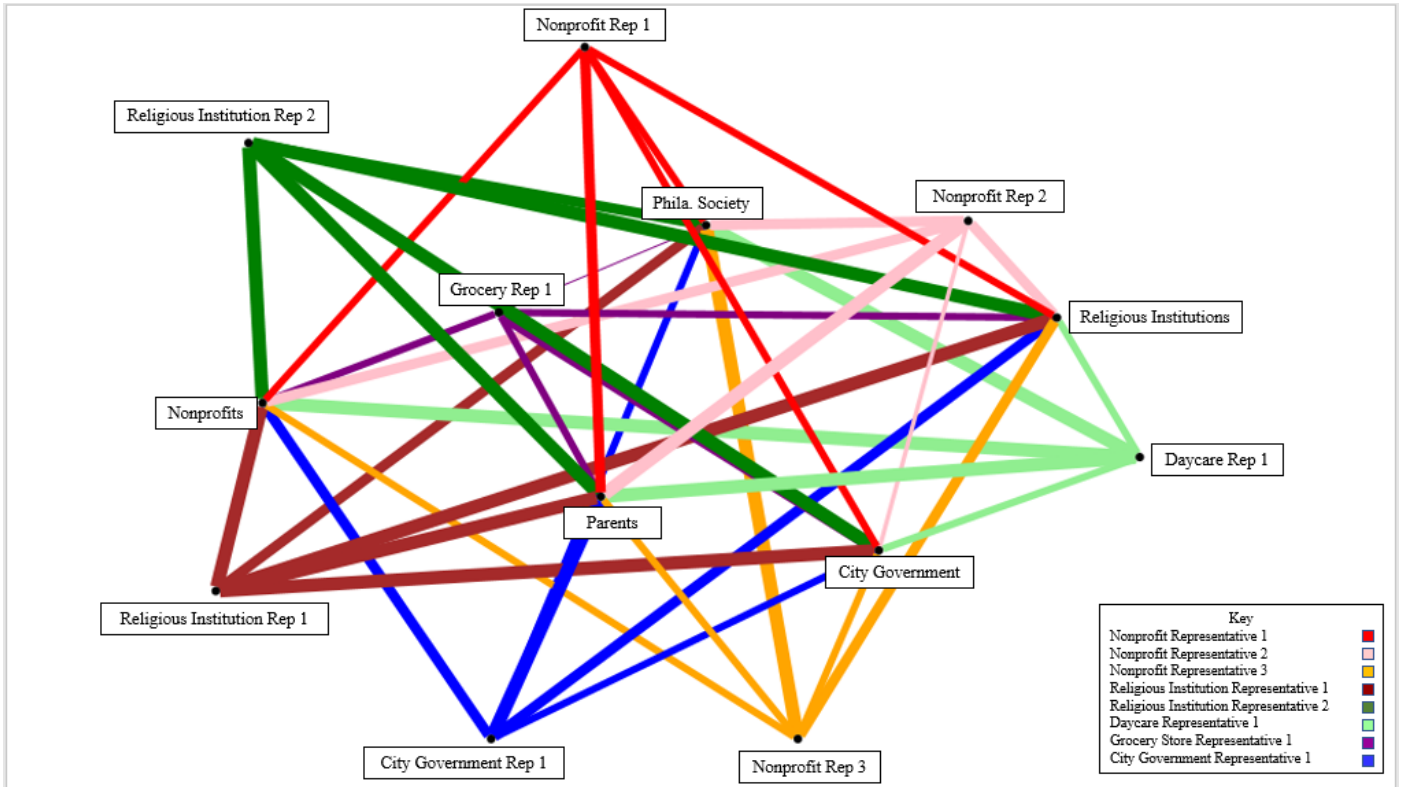 Nonprofit Rep 1
Religious Institution Rep 2
Phila. Society
Nonprofit Rep 2
Grocery Rep 1
Religious Institutions
Nonprofits
Daycare Rep 1
Parents
City Government
Religious Institution Rep 1
City Government Rep 1
Nonprofit Rep 3
Key
Nonprofit Representative 1
Nonprofit Representative 2
Nonprofit Representative 3
Religious Institution Representative 1
Religious Institution Representative 2
Daycare Representative 1
Grocery Store Representative 1
City Government Representative 1